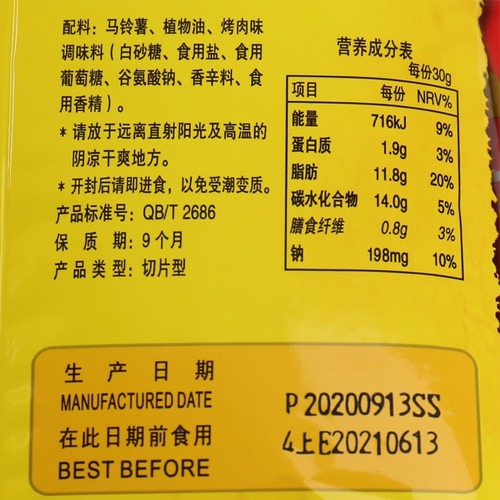 配料：马铃薯、植物油、烤肉味
调味料（白砂糖、食用盐、食用
葡萄糖、谷氨酸钠、香辛料、食
用香精）。
*请放于远离直射阳光及高温的
阴凉干爽地方。
*开封后请即进食，以免受潮变质。
产品标准号：QB/T 2686
保 质 期：9个月
产品类型：切片型
营养成分表
每份30g
项目 每份 NRV%
能量 716kJ 9%
蛋白质 1.9g 3%
脂肪 11.8g 20%
碳水化合物 14.0g 5%
膳食纤维 0.8g 3%
钠 198mg 10%
生产日期
MANUFACTURED DATE
在此日期前食用
BEST BEFORE
P 20200913SS
4上E20210613